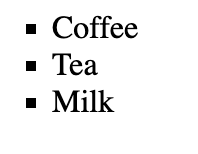 ▪ Coffee
▪ Tea
▪ Milk